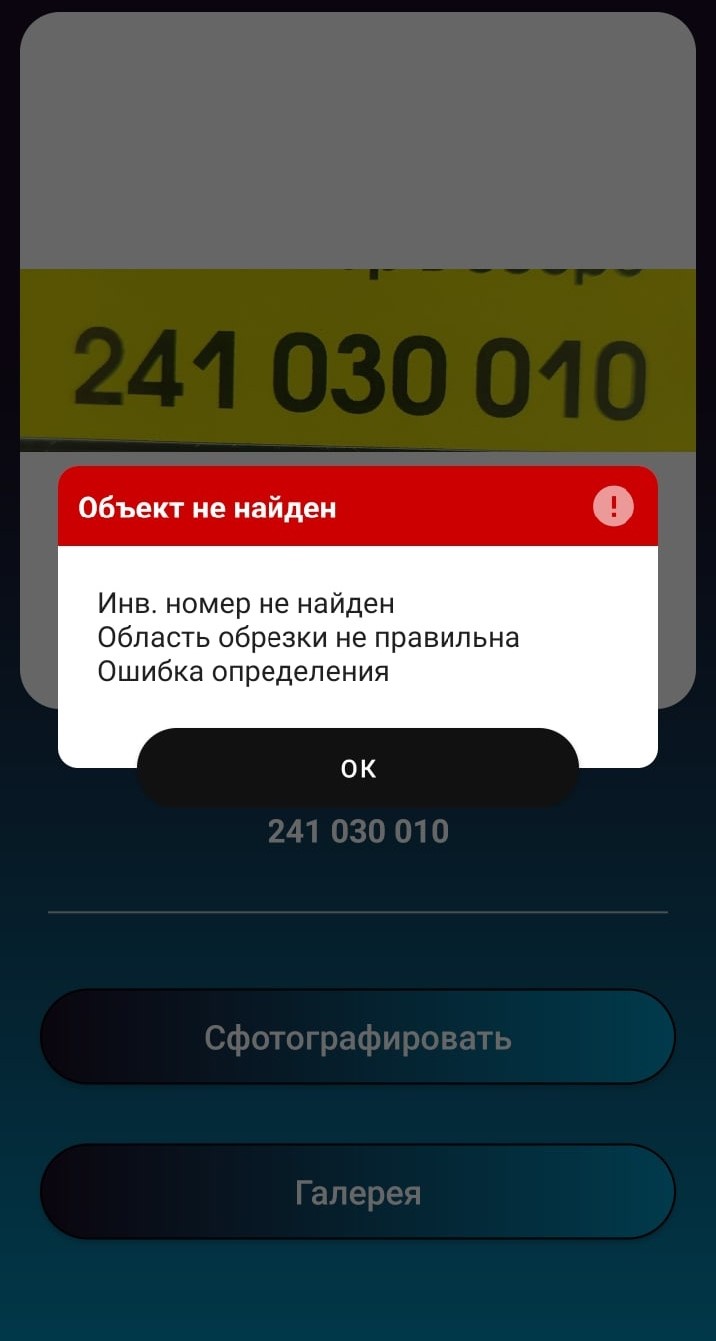 241 030 010
Объект не найден
!
Инв. номер не найден
Область обрезки не правильна
Ошибка определения
ОК
241 030 010
Сфотографировать
Галерея